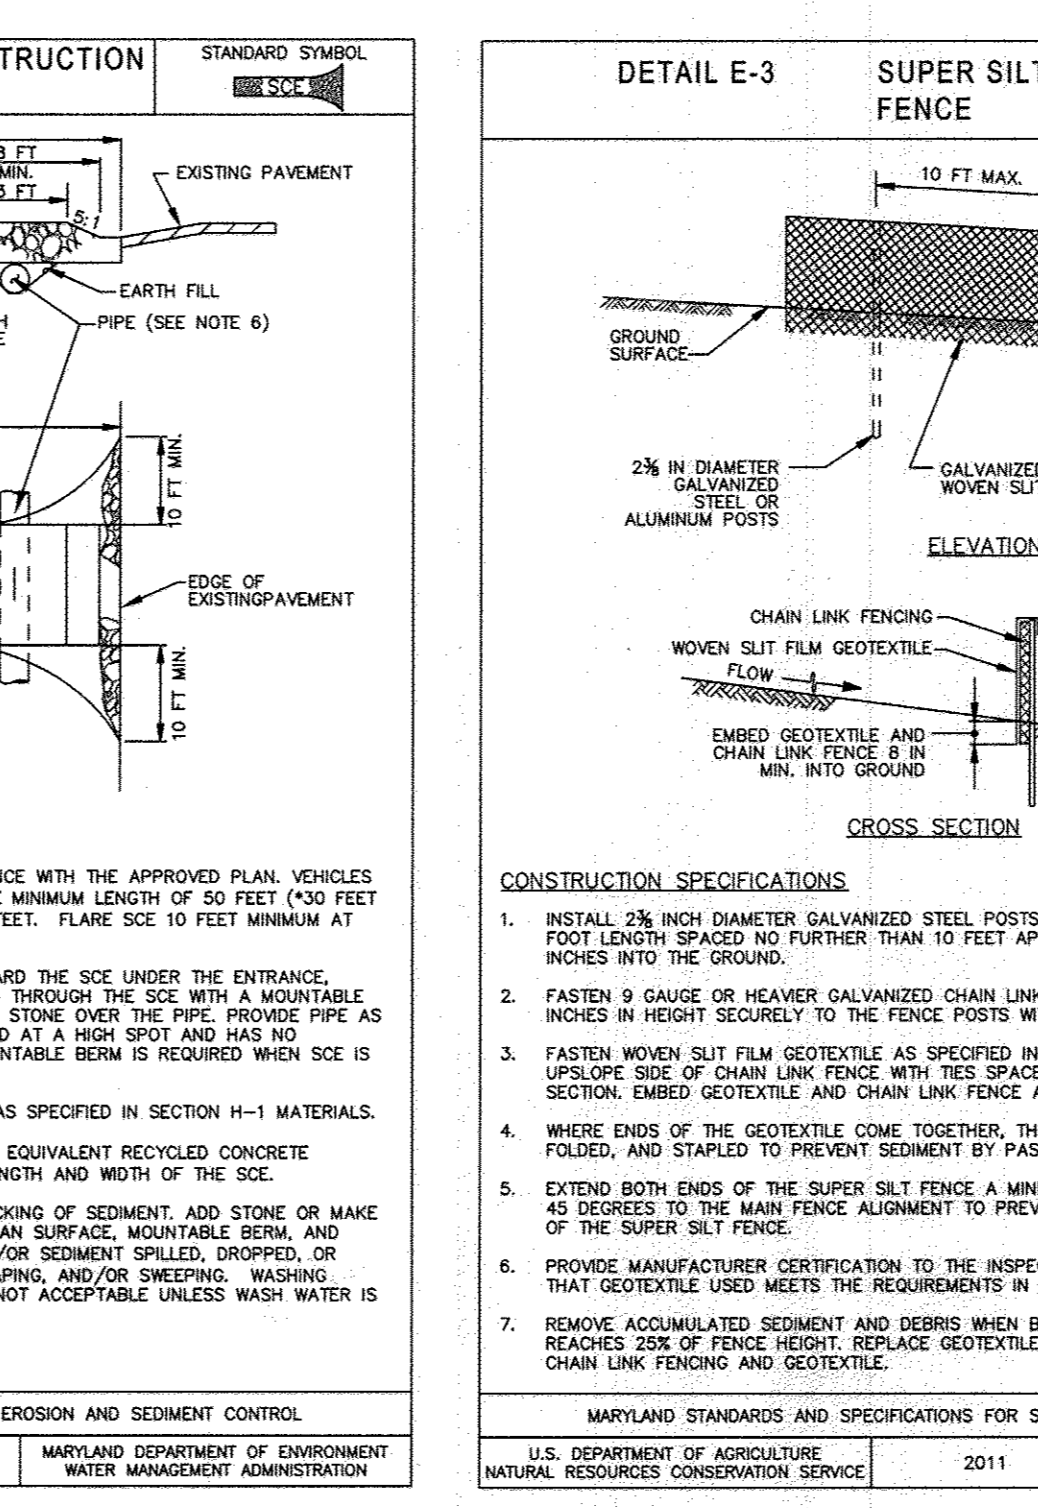 TRUCTION
STANDARD SYMBOL
SCE
FT
MIN.
FT
5:1
EXISTING PAVEMENT
EARTH FILL
PIPE (SEE NOTE 6)
10 FT MIN.
EDGE OF
EXISTINGPAVEMENT
10 FT MIN.
NCE WITH THE APPROVED PLAN. VEHICLES
MINIMUM LENGTH OF 50 FEET (*30 FEET
FEET. FLARE SCE 10 FEET MINIMUM AT
ARD THE SCE UNDER THE ENTRANCE,
THROUGH THE SCE WITH A MOUNTABLE
STONE OVER THE PIPE. PROVIDE PIPE AS
D AT A HIGH SPOT AND HAS NO
NTABLE BERM IS REQUIRED WHEN SCE IS
AS SPECIFIED IN SECTION H-1 MATERIALS.
EQUIVALENT RECYCLED CONCRETE
NGTH AND WIDTH OF THE SCE.
CKING OF SEDIMENT. ADD STONE OR MAKE
AN SURFACE, MOUNTABLE BERM, AND
/OR SEDIMENT SPILLED, DROPPED, OR
PING, AND/OR SWEEPING. WASHING
NOT ACCEPTABLE UNLESS WASH WATER IS
EROSION AND SEDIMENT CONTROL
MARYLAND DEPARTMENT OF ENVIRONMENT
WATER MANAGEMENT ADMINISTRATION
DETAIL E-3 SUPER SILT
FENCE
10 FT MAX.
GROUND
SURFACE
2⅜ IN DIAMETER
GALVANIZED
STEEL OR
ALUMINUM POSTS
GALVANIZED
WOVEN SLIT
ELEVATION
CHAIN LINK FENCING
WOVEN SLIT FILM GEOTEXTILE
FLOW
EMBED GEOTEXTILE AND
CHAIN LINK FENCE 8 IN
MIN. INTO GROUND
CROSS SECTION
CONSTRUCTION SPECIFICATIONS
1. INSTALL 2⅜ INCH DIAMETER GALVANIZED STEEL POSTS
FOOT LENGTH SPACED NO FURTHER THAN 10 FEET AP
INCHES INTO THE GROUND.
2. FASTEN 9 GAUGE OR HEAVIER GALVANIZED CHAIN LINK
INCHES IN HEIGHT SECURELY TO THE FENCE POSTS WI
3. FASTEN WOVEN SLIT FILM GEOTEXTILE AS SPECIFIED IN
UPSLOPE SIDE OF CHAIN LINK FENCE WITH TIES SPACE
SECTION. EMBED GEOTEXTILE AND CHAIN LINK FENCE A
4. WHERE ENDS OF THE GEOTEXTILE COME TOGETHER, TH
FOLDED, AND STAPLED TO PREVENT SEDIMENT BY PAS
5. EXTEND BOTH ENDS OF THE SUPER SILT FENCE A MIN
45 DEGREES TO THE MAIN FENCE ALIGNMENT TO PREV
OF THE SUPER SILT FENCE.
6. PROVIDE MANUFACTURER CERTIFICATION TO THE INSPE
THAT GEOTEXTILE USED MEETS THE REQUIREMENTS IN
7. REMOVE ACCUMULATED SEDIMENT AND DEBRIS WHEN B
REACHES 25% OF FENCE HEIGHT. REPLACE GEOTEXTILE
CHAIN LINK FENCING AND GEOTEXTILE.
MARYLAND STANDARDS AND SPECIFICATIONS FOR S
U.S. DEPARTMENT OF AGRICULTURE
NATURAL RESOURCES CONSERVATION SERVICE
2011